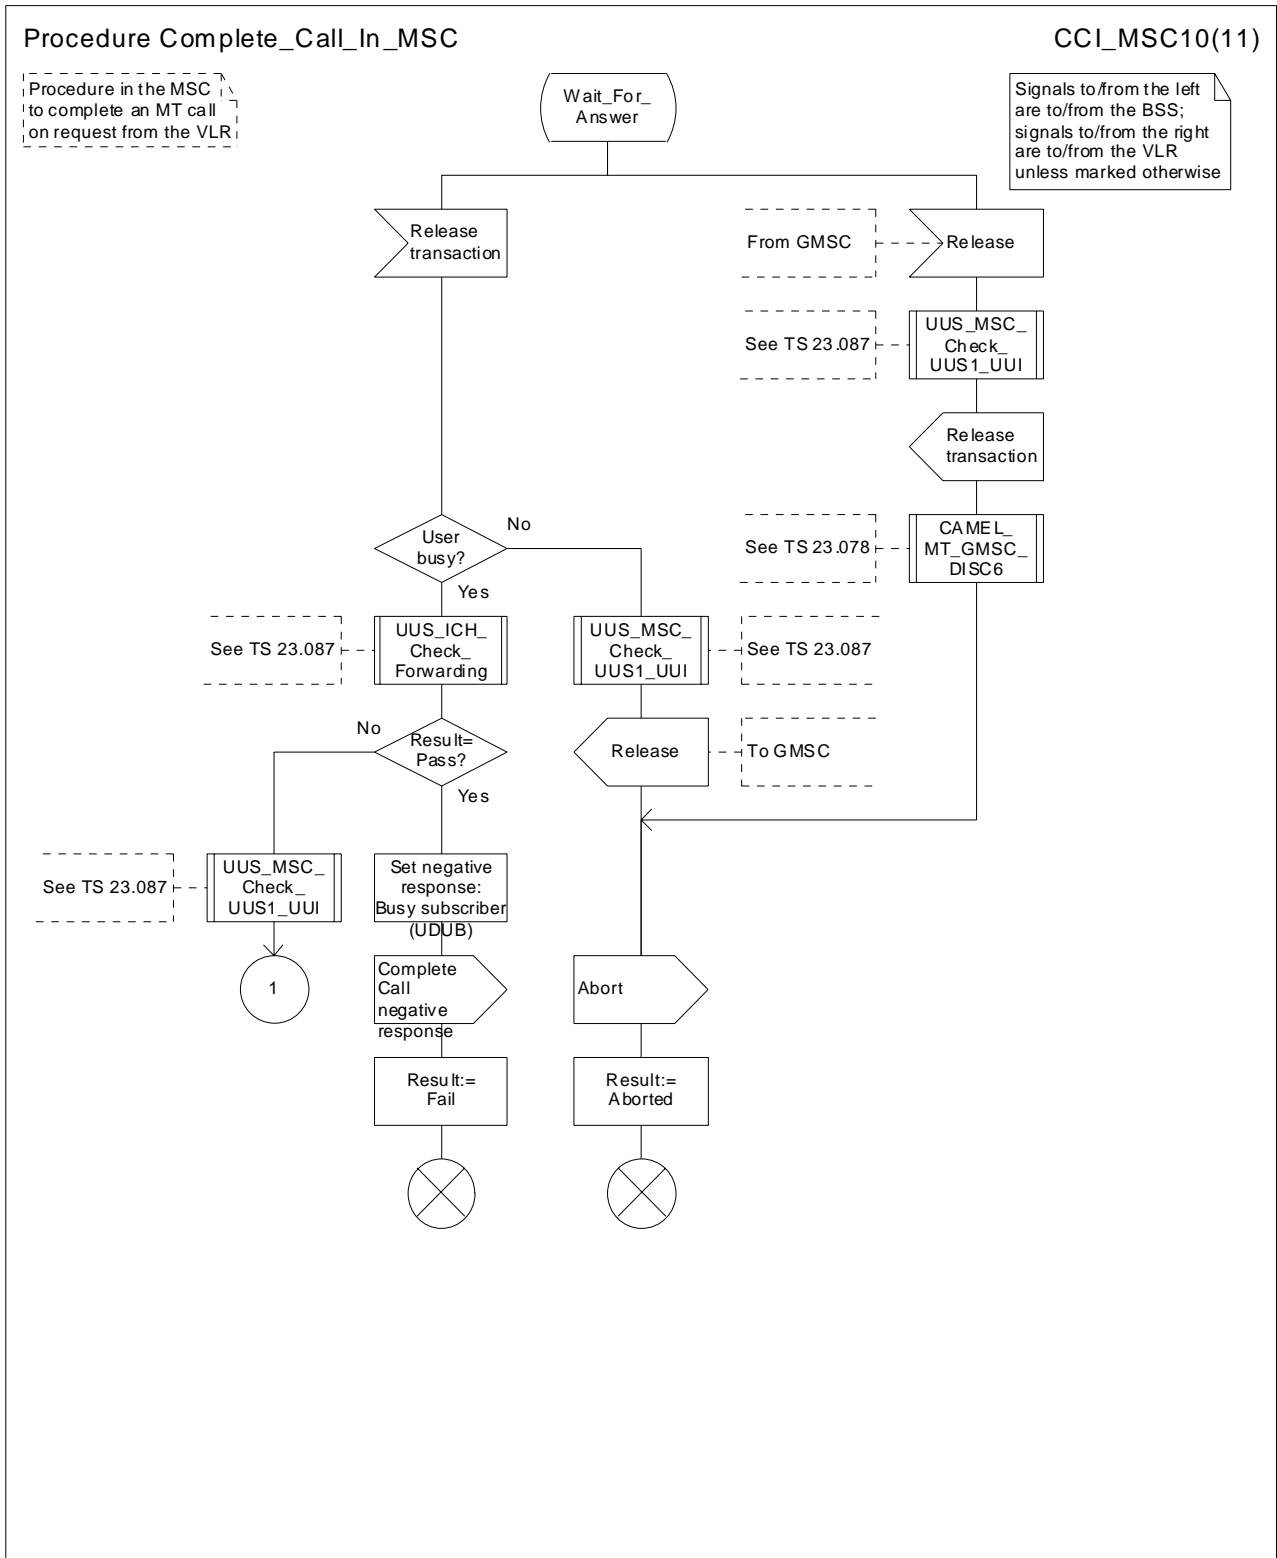 Procedure Complete_Call_In_MSC
CCI_MSC10(11)
Procedure in the MSC
to complete an MT call
on request from the VLR
Wait_For_
Answer
Signals to/from the left
are to/from the BSS;
signals to/from the right
are to/from the VLR
unless marked otherwise
Release
transaction
From GMSC
Release
See TS 23.087
UUS_MSC_
Check_
UUS1_UUI
Release
transaction
User
busy?
No
Yes
See TS 23.078
CAMEL_
MT_GMSC_
DISC6
See TS 23.087
UUS_ICH_
Check_
Forwarding
UUS_MSC_
Check_
UUS1_UUI
See TS 23.087
No
Result=
Pass?
Yes
Release
To GMSC
See TS 23.087
UUS_MSC_
Check_
UUS1_UUI
Set negative
response:
Busy subscriber
(UDUB)
1
Complete
Call
negative
response
Abort
Result:=
Fail
Result:=
Aborted